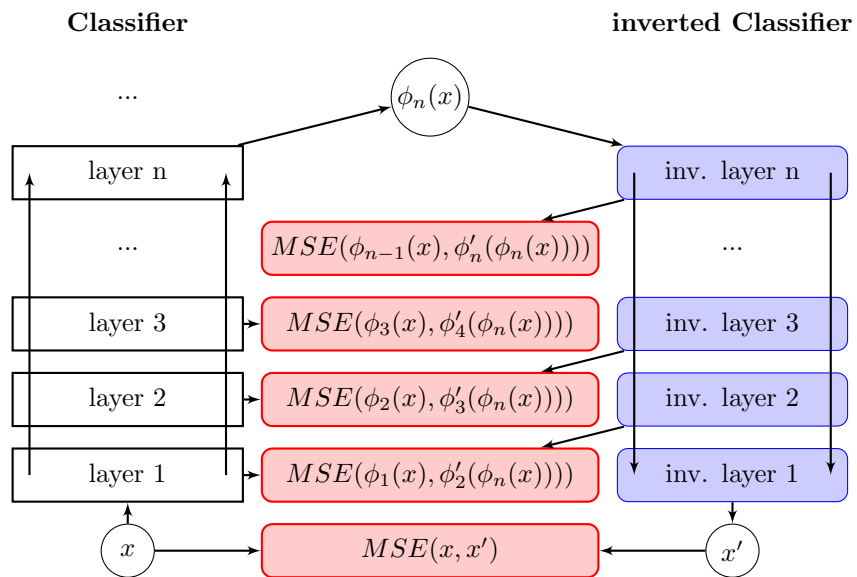 Classifier
inverted Classifier
...
ϕₙ(x)
layer n
inv. layer n
...
MSE(ϕₙ₋₁(x), ϕ′ₙ(ϕₙ(x))))
...
layer 3
MSE(ϕ₃(x), ϕ′₄(ϕₙ(x))))
inv. layer 3
layer 2
MSE(ϕ₂(x), ϕ′₃(ϕₙ(x))))
inv. layer 2
layer 1
MSE(ϕ₁(x), ϕ′₂(ϕₙ(x))))
inv. layer 1
x
MSE(x, x′)
x′